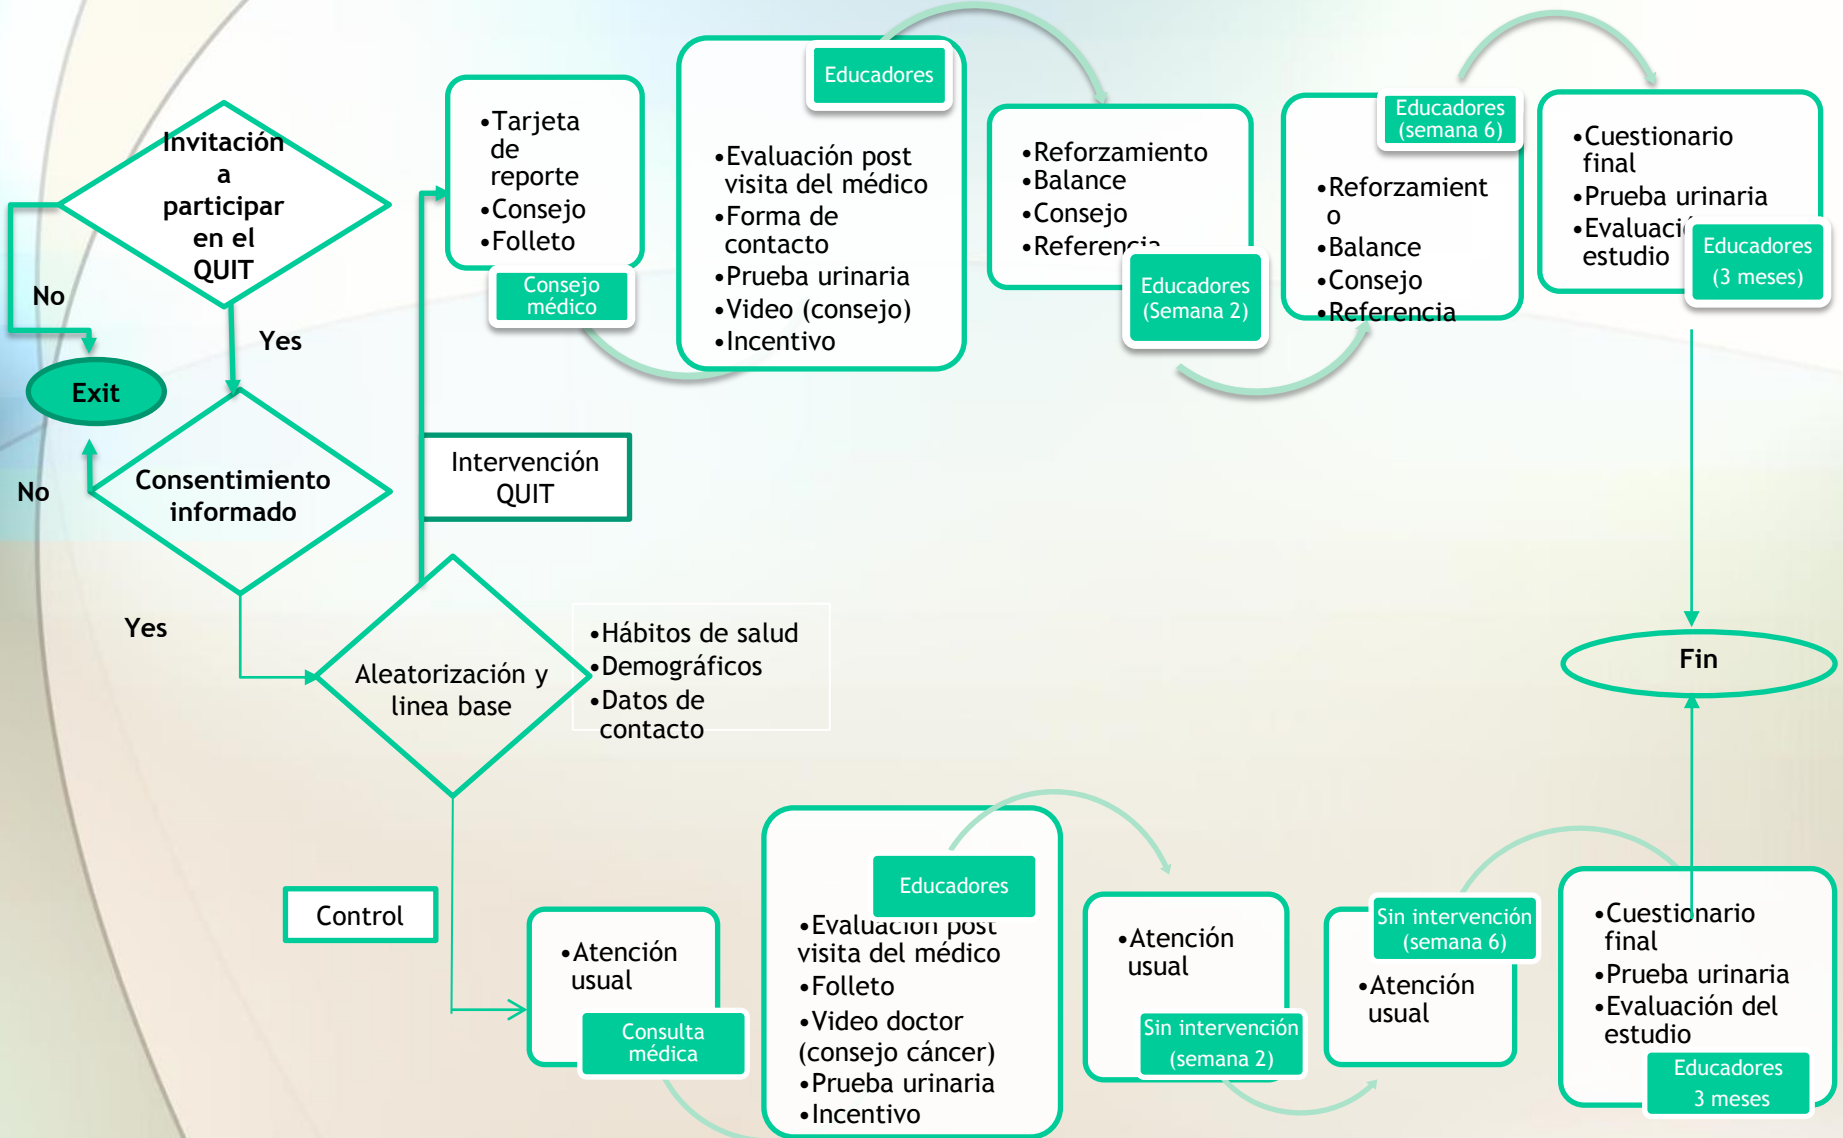 Invitación
a
participar
en el
QUIT
No
Yes
Exit
Consentimiento
informado
No
Yes
Aleatorización y
linea base
•Hábitos de salud
•Demográficos
•Datos de
contacto
Intervención
QUIT
•Tarjeta
de
reporte
•Consejo
•Folleto
Consejo
médico
Educadores
•Evaluación post
visita del médico
•Forma de
contacto
•Prueba urinaria
•Video (consejo)
•Incentivo
•Reforzamiento
•Balance
•Consejo
•Referencia
Educadores
(Semana 2)
Educadores
(semana 6)
•Reforzamient
o
•Balance
•Consejo
•Referencia
•Cuestionario
final
•Prueba urinaria
•Evaluaci
estudio
Educadores
(3 meses)
Fin
Control
•Atención
usual
Consulta
médica
Educadores
•Evaluación post
visita del médico
•Folleto
•Video doctor
(consejo cáncer)
•Prueba urinaria
•Incentivo
•Atención
usual
Sin intervención
(semana 2)
Sin intervención
(semana 6)
•Atención
usual
•Cuestionario
final
•Prueba urinaria
•Evaluación del
estudio
Educadores
3 meses